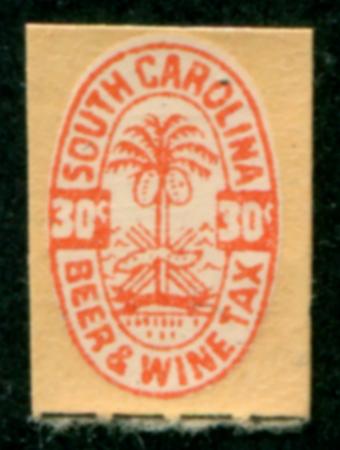 SOUTH CAROLINA
30¢ 30¢
BEER & WINE TAX